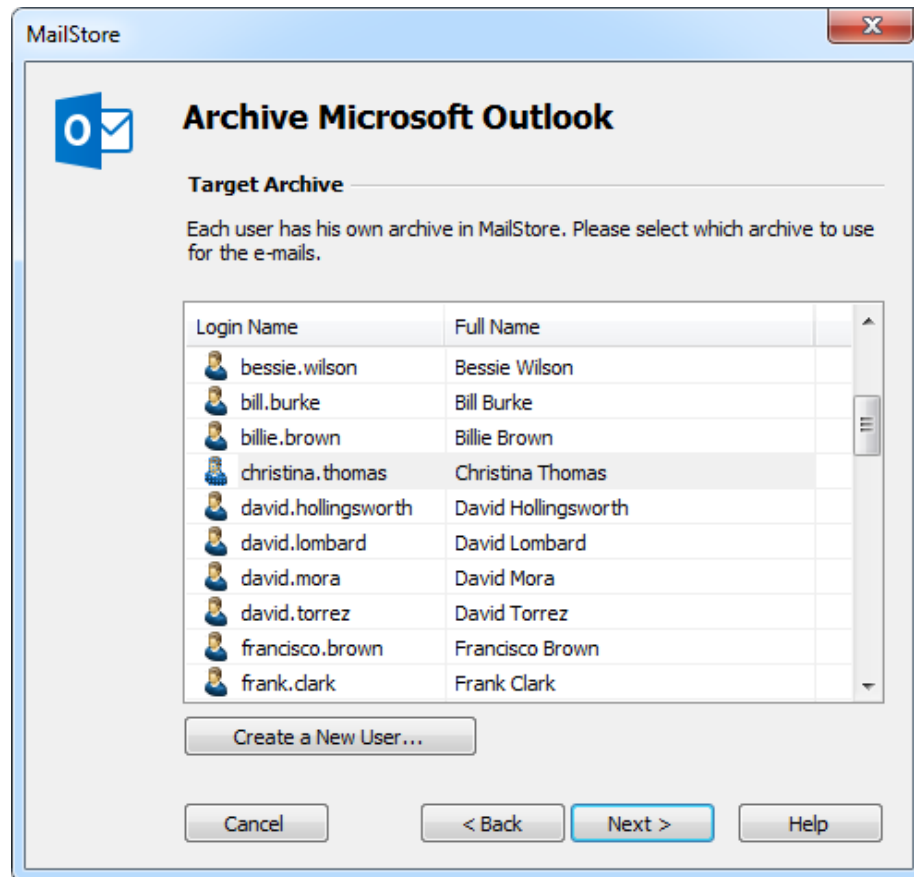 MailStore
Archive Microsoft Outlook
Target Archive
Each user has his own archive in MailStore. Please select which archive to use
for the e-mails.
Login Name Full Name
bessie.wilson Bessie Wilson
bill.burke Bill Burke
billie.brown Billie Brown
christina.thomas Christina Thomas
david.hollingsworth David Hollingsworth
david.lombard David Lombard
david.mora David Mora
david.torrez David Torrez
francisco.brown Francisco Brown
frank.clark Frank Clark
Create a New User...
Cancel < Back Next > Help